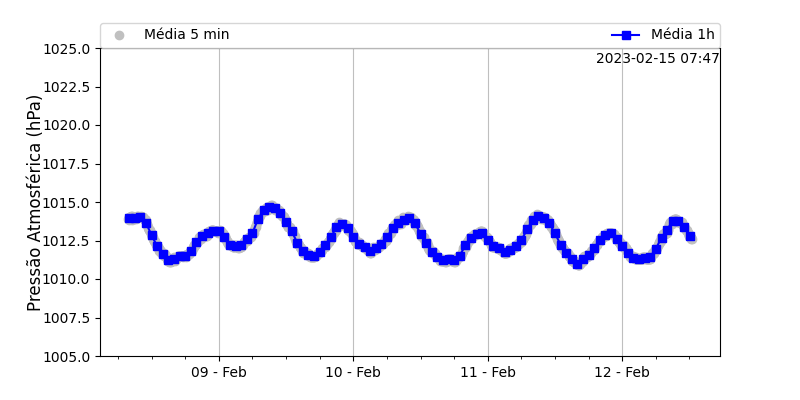 Média 5 min
Média 1h
2023-02-15 07:47
Pressão Atmosférica (hPa)
1025.0
1022.5
1020.0
1017.5
1015.0
1012.5
1010.0
1007.5
1005.0
09 - Feb
10 - Feb
11 - Feb
12 - Feb